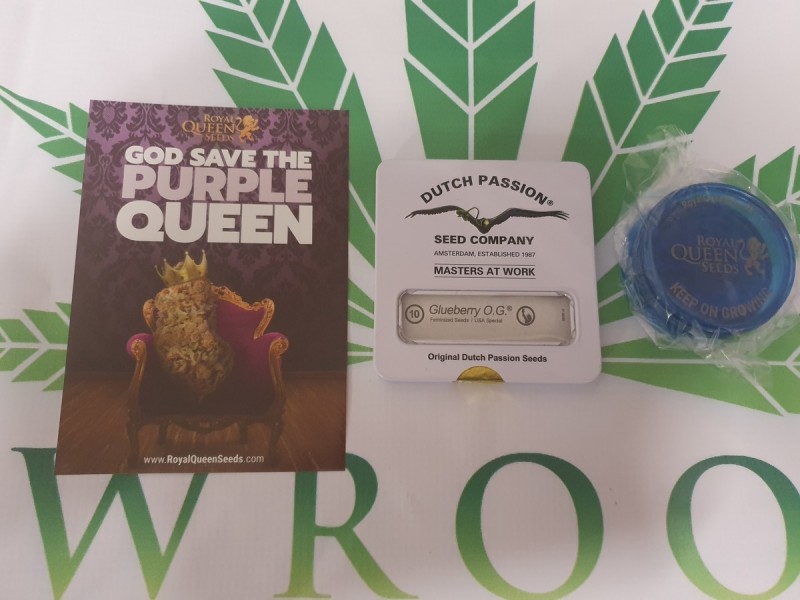 ROYAL
QUEEN
SEEDS
GOD SAVE THE
PURPLE
QUEEN
www.RoyalQueenSeeds.com
DUTCH PASSION®
SEED COMPANY
AMSTERDAM, ESTABLISHED 1987
MASTERS AT WORK
10
Glueberry O.G.®
Feminized Seeds / USA Special
Original Dutch Passion Seeds
ROYAL
QUEEN
SEEDS
KEEP ON GROWING
WROO